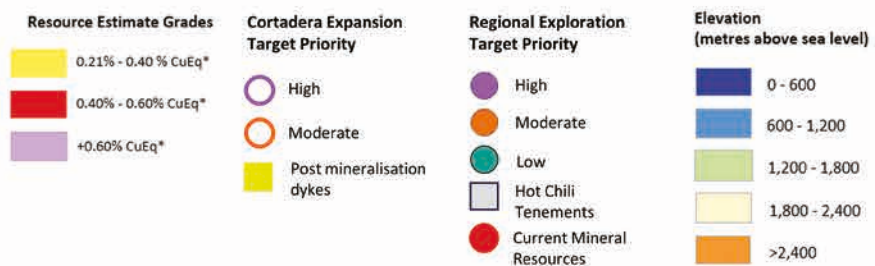 Resource Estimate Grades
0.21% - 0.40 % CuEq*
0.40% - 0.60% CuEq*
+0.60% CuEq*
Cortadera Expansion
Target Priority
High
Moderate
Post mineralisation
dykes
Regional Exploration
Target Priority
High
Moderate
Low
Hot Chili
Tenements
Current Mineral
Resources
Elevation
(metres above sea level)
0 - 600
600 - 1,200
1,200 - 1,800
1,800 - 2,400
>2,400